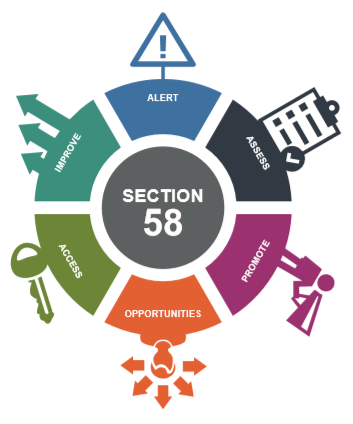 ALERT
ASSESS
PROMOTE
OPPORTUNITIES
ACCESS
IMPROVE
SECTION
58